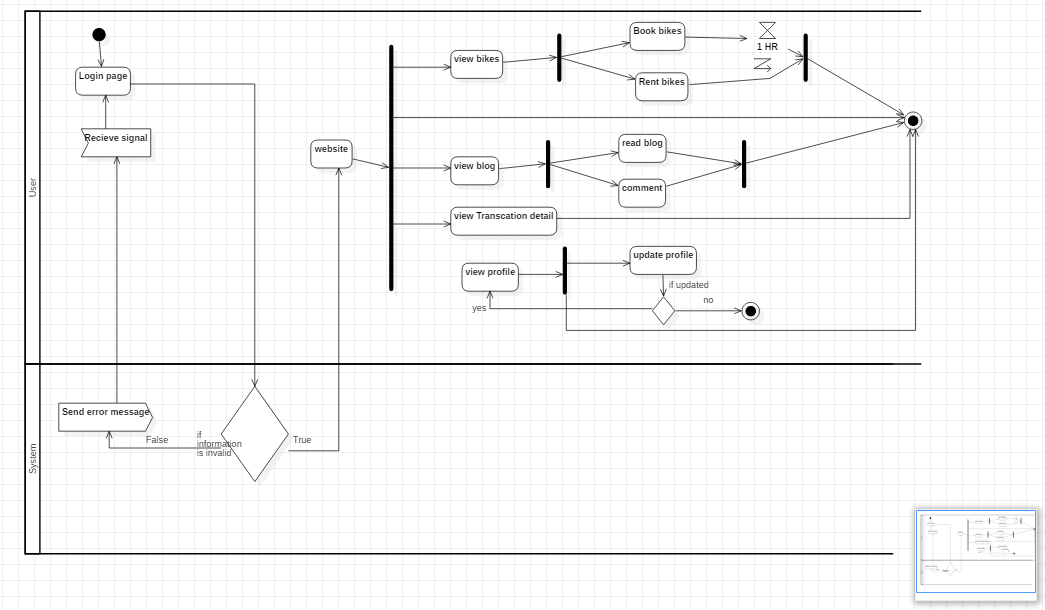 User
Login page
Recieve signal
website
view bikes
Book bikes
1 HR
Rent bikes
view blog
read blog
comment
view Transcation detail
view profile
update profile
if updated
yes
no
System
Send error message
False
if
information
is invalid
True